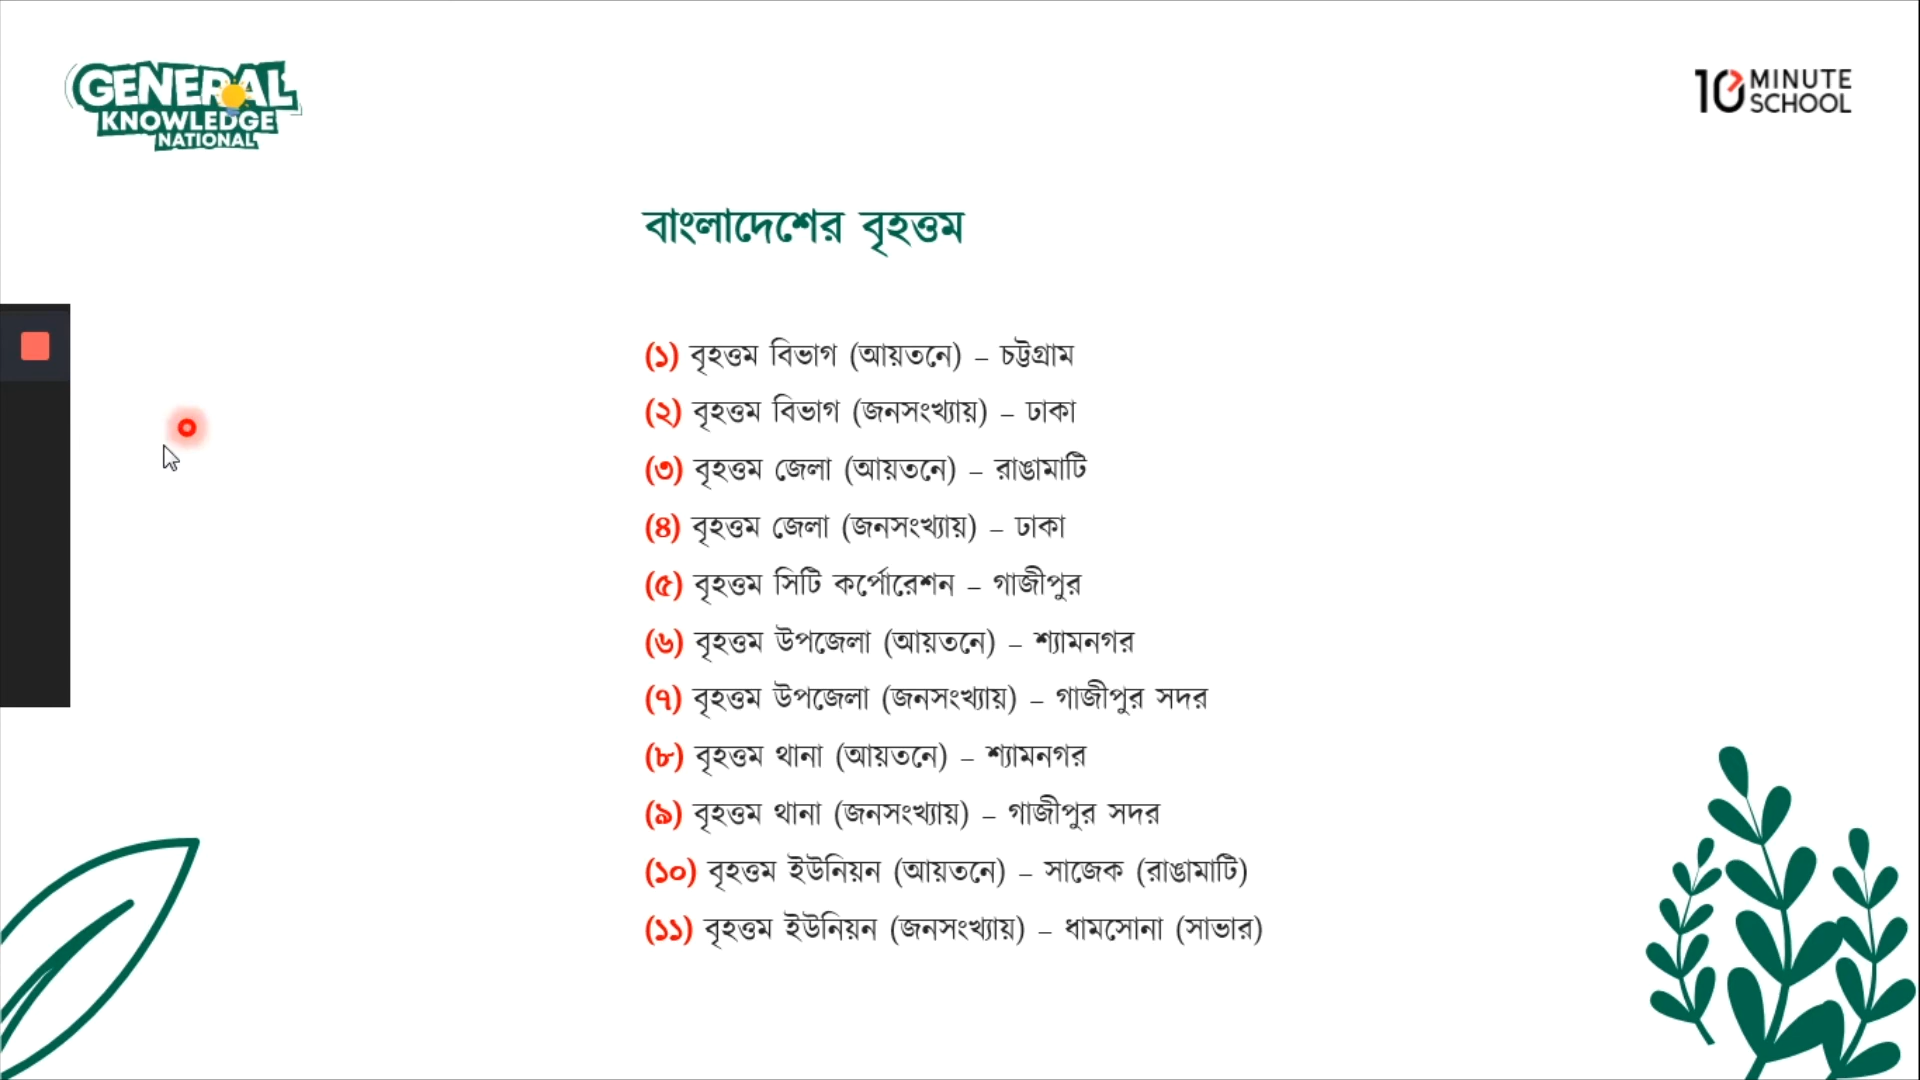 GENERAL
KNOWLEDGE
NATIONAL
10 MINUTE
SCHOOL
বাংলাদেশের বৃহত্তম
(১) বৃহত্তম বিভাগ (আয়তনে) – চট্টগ্রাম
(২) বৃহত্তম বিভাগ (জনসংখ্যায়) – ঢাকা
(৩) বৃহত্তম জেলা (আয়তনে) – রাঙামাটি
(৪) বৃহত্তম জেলা (জনসংখ্যায়) – ঢাকা
(৫) বৃহত্তম সিটি কর্পোরেশন – গাজীপুর
(৬) বৃহত্তম উপজেলা (আয়তনে) – শ্যামনগর
(৭) বৃহত্তম উপজেলা (জনসংখ্যায়) – গাজীপুর সদর
(৮) বৃহত্তম থানা (আয়তনে) – শ্যামনগর
(৯) বৃহত্তম থানা (জনসংখ্যায়) – গাজীপুর সদর
(১০) বৃহত্তম ইউনিয়ন (আয়তনে) – সাজেক (রাঙামাটি)
(১১) বৃহত্তম ইউনিয়ন (জনসংখ্যায়) – ধামসোনা (সাভার)